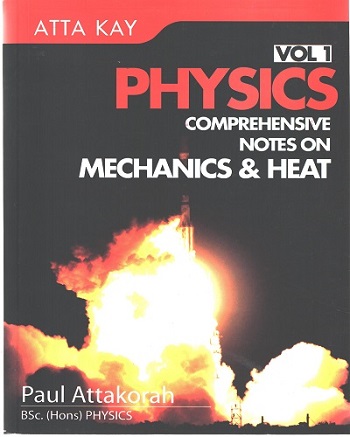 ATTA KAY
VOL 1
PHYSICS
COMPREHENSIVE
NOTES ON
MECHANICS & HEAT
Paul Attakorah
BSc. (Hons) PHYSICS